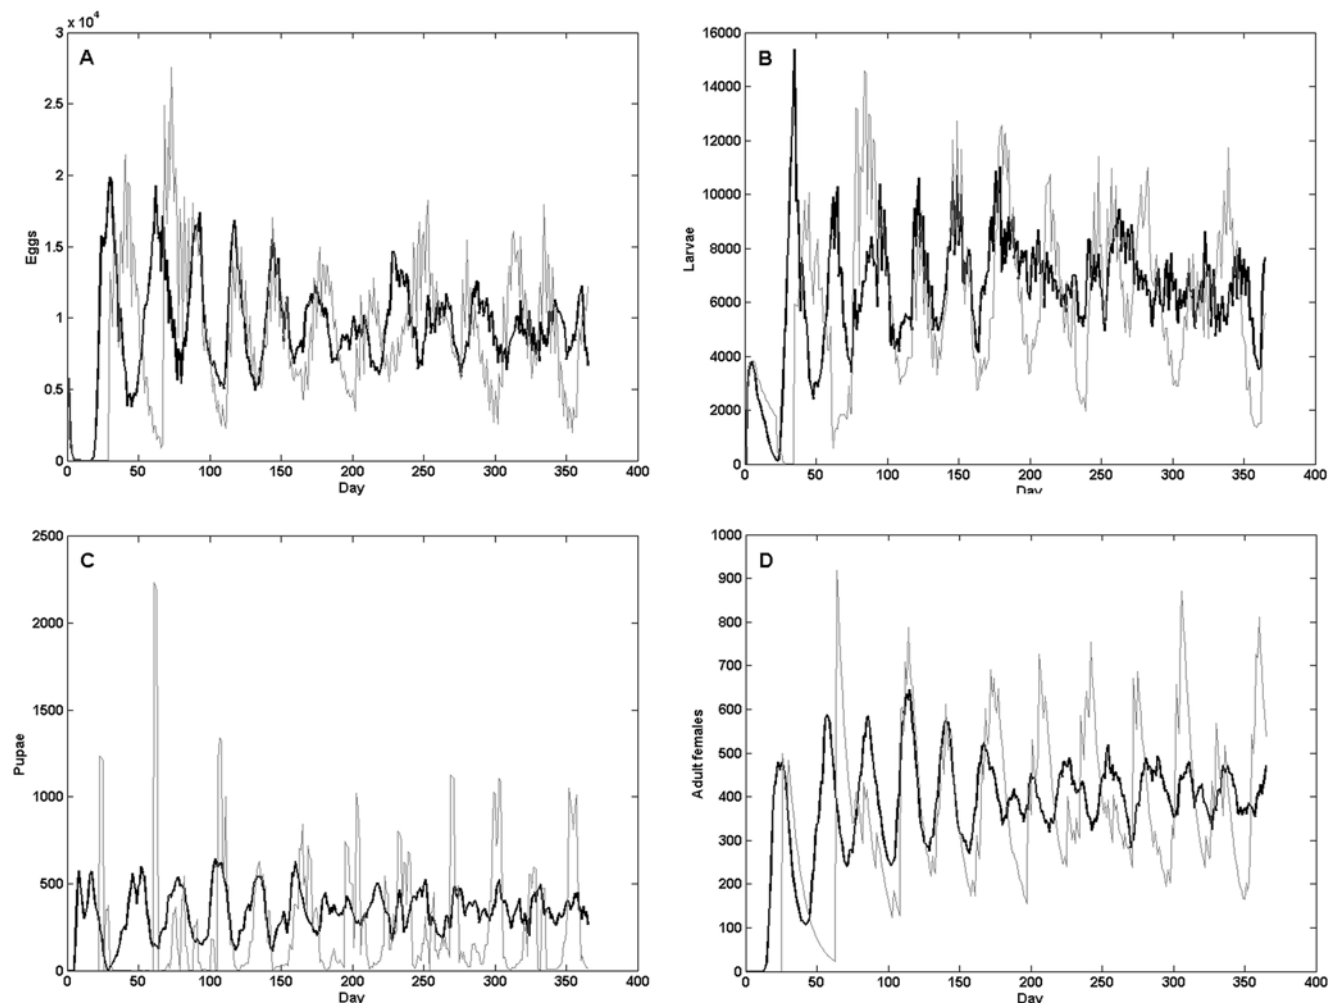 x 10⁴
A
3
2.5
2
1.5
1
0.5
0
Eggs
0 50 100 150 200 250 300 350 400
Day
B
16000
14000
12000
10000
8000
6000
4000
2000
0
Larvae
0 50 100 150 200 250 300 350 400
Day
C
2500
2000
1500
1000
500
0
Pupae
0 50 100 150 200 250 300 350 400
Day
D
1000
900
800
700
600
500
400
300
200
100
0
Adult females
0 50 100 150 200 250 300 350 400
Day